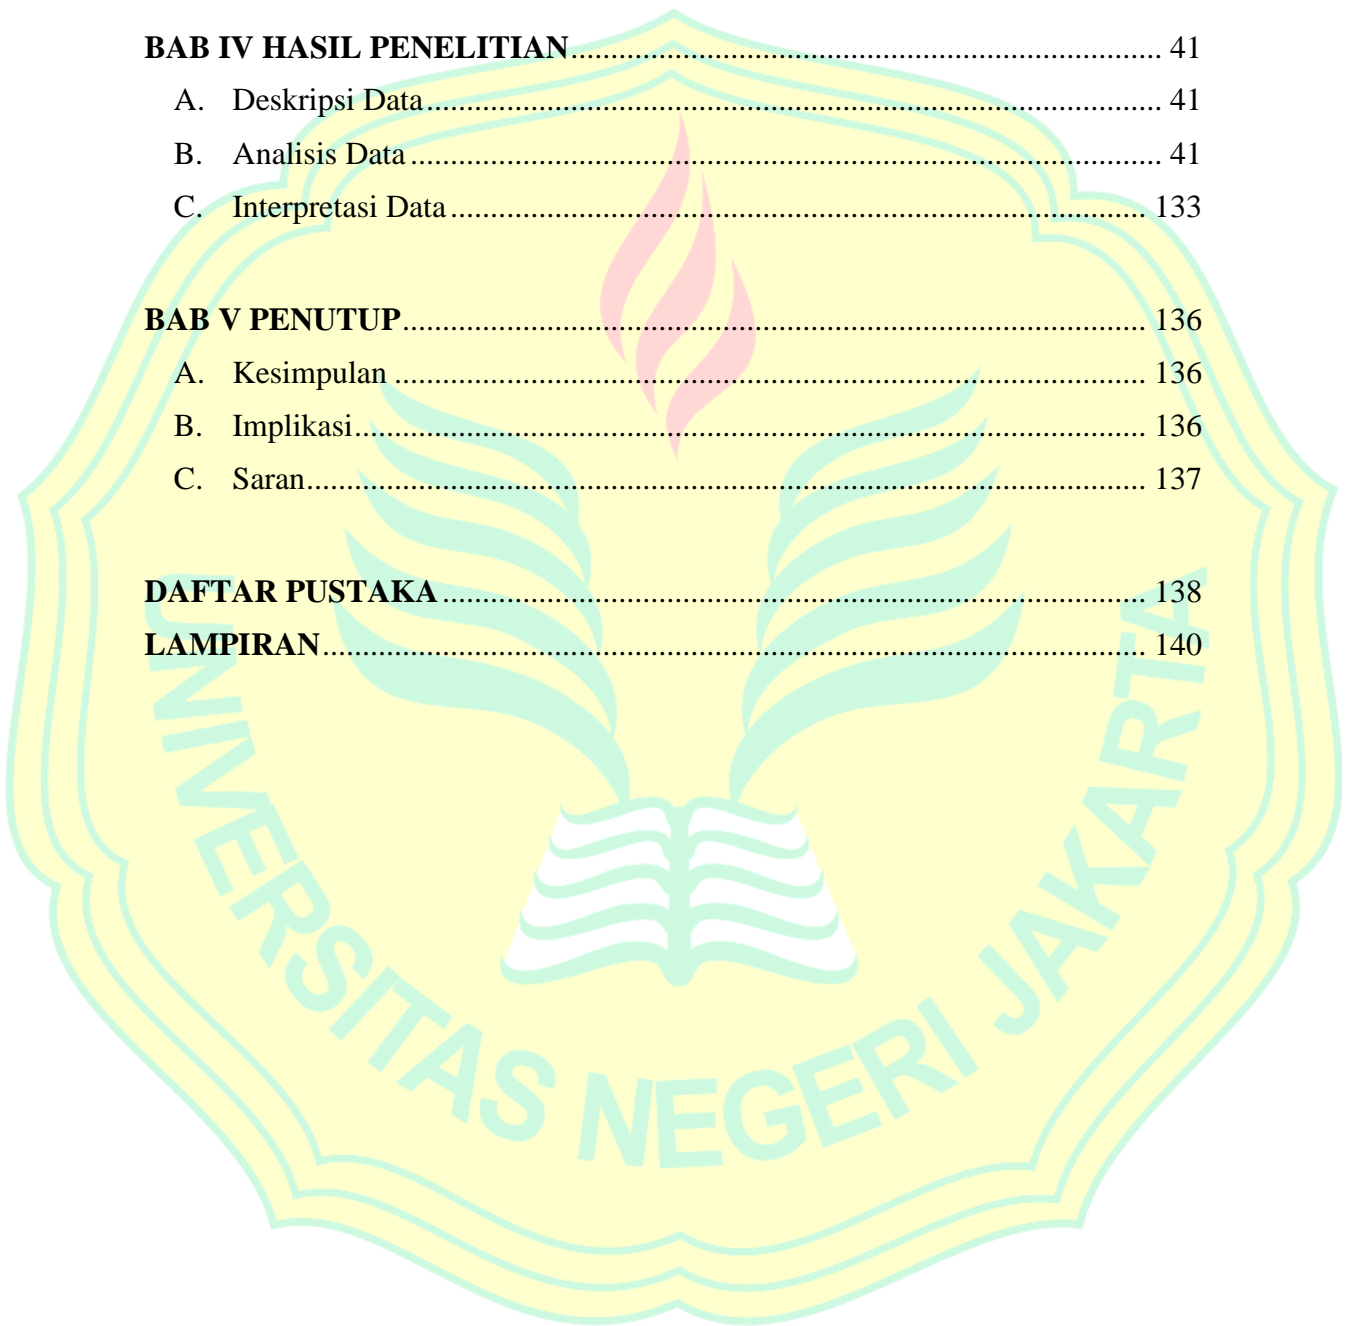 BAB IV HASIL PENELITIAN........................................................................... 41
A. Deskripsi Data............................................................................................ 41
B. Analisis Data.............................................................................................. 41
C. Interpretasi Data....................................................................................... 133
BAB V PENUTUP............................................................................................. 136
A. Kesimpulan.............................................................................................. 136
B. Implikasi................................................................................................... 136
C. Saran......................................................................................................... 137
DAFTAR PUSTAKA........................................................................................ 138
LAMPIRAN....................................................................................................... 140
UNIVERSITAS NEGERI JAKARTA